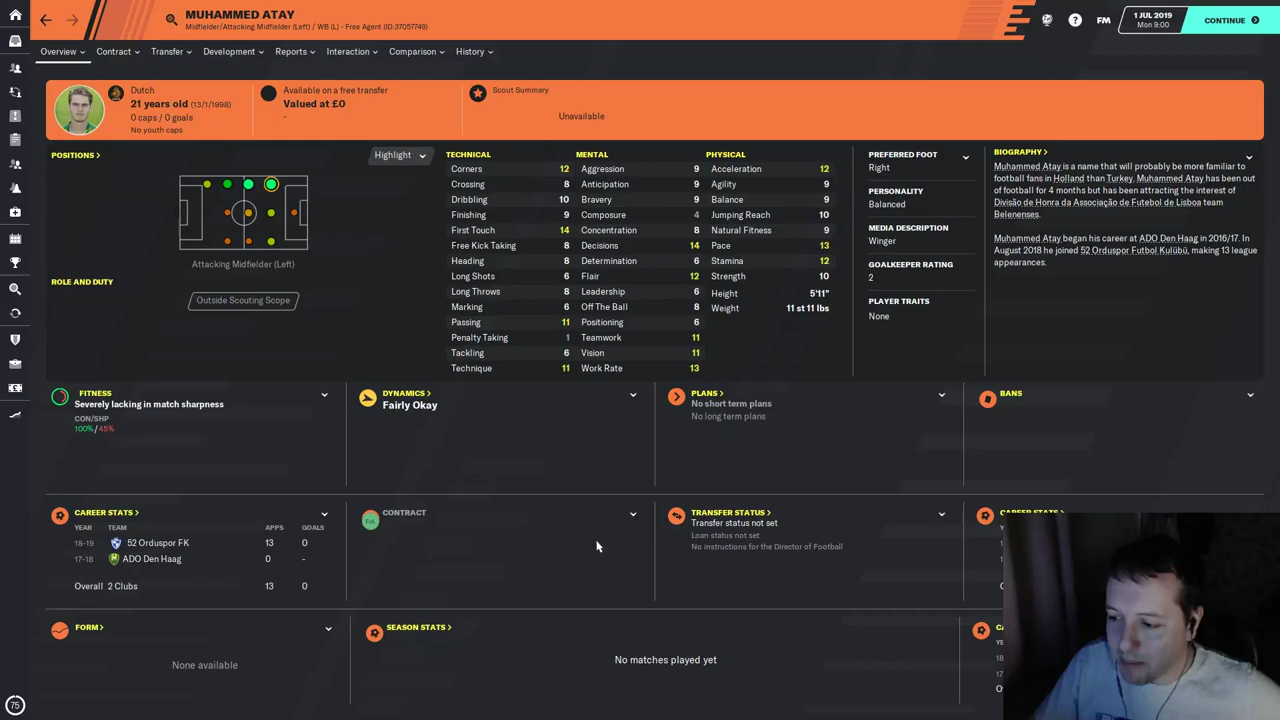 MUHAMMED ATAY
Midfielder/Attacking Midfielder (Left) / WB (L) - Free Agent (ID:37057749)
FM
1 JUL 2019
Mon 9:00
CONTINUE
Overview
Contract
Transfer
Development
Reports
Interaction
Comparison
History
Dutch
21 years old (13/1/1998)
0 caps / 0 goals
No youth caps
Available on a free transfer
Valued at £0
-
Scout Summary
Unavailable
POSITIONS >
Highlight
Attacking Midfielder (Left)
ROLE AND DUTY
Outside Scouting Scope
TECHNICAL
Corners 12
Crossing 8
Dribbling 10
Finishing 9
First Touch 14
Free Kick Taking 8
Heading 8
Long Shots 6
Long Throws 8
Marking 6
Passing 11
Penalty Taking 1
Tackling 6
Technique 11
MENTAL
Aggression 9
Anticipation 9
Bravery 9
Composure 4
Concentration 8
Decisions 14
Determination 6
Flair 12
Leadership 6
Off The Ball 8
Positioning 6
Teamwork 11
Vision 11
Work Rate 13
PHYSICAL
Acceleration 12
Agility 9
Balance 9
Jumping Reach 10
Natural Fitness 9
Pace 13
Stamina 12
Strength 10
Height 5'11"
Weight 11 st 11 lbs
PREFERRED FOOT
Right
PERSONALITY
Balanced
MEDIA DESCRIPTION
Winger
GOALKEEPER RATING
2
PLAYER TRAITS
None
BIOGRAPHY >
Muhammed Atay is a name that will probably be more familiar to
football fans in Holland than Turkey. Muhammed Atay has been out
of football for 4 months but has been attracting the interest of
Divisão de Honra da Associação de Futebol de Lisboa team
Belenenses.
Muhammed Atay began his career at ADO Den Haag in 2016/17. In
August 2018 he joined 52 Orduspor Futbol Kulübü, making 13 league
appearances.
FITNESS
Severely lacking in match sharpness
CON/SHP
100%/45%
DYNAMICS >
Fairly Okay
PLANS >
No short term plans
No long term plans
BANS
CAREER STATS >
YEAR TEAM APPS GOALS
18-19 52 Orduspor FK 13 0
17-18 ADO Den Haag 0 -
Overall 2 Clubs 13 0
CONTRACT
F/A
TRANSFER STATUS >
Transfer status not set
Loan status not set
No instructions for the Director of Football
FORM >
None available
SEASON STATS >
No matches played yet
75